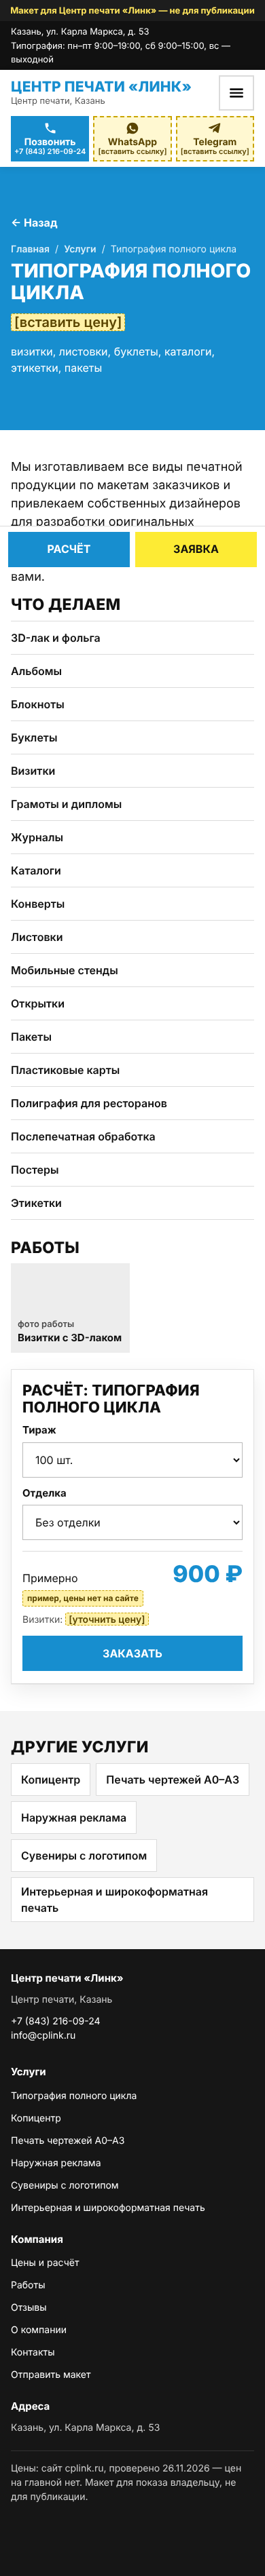 Макет для Центр печати «Линк» — не для публикации
Казань, ул. Карла Маркса, д. 53
Типография: пн–пт 9:00–19:00, сб 9:00–15:00, вс —
выходной
ЦЕНТР ПЕЧАТИ «ЛИНК»
Центр печати, Казань
Позвонить
+7 (843) 216-09-24
WhatsApp
[вставить ссылку]
Telegram
[вставить ссылку]
← Назад
Главная / Услуги / Типография полного цикла
ТИПОГРАФИЯ ПОЛНОГО
ЦИКЛА
[вставить цену]
визитки, листовки, буклеты, каталоги,
этикетки, пакеты
Мы изготавливаем все виды печатной
продукции по макетам заказчиков и
привлекаем собственных дизайнеров
для разработки оригинальных
РАСЧЁТ
ЗАЯВКА
вами.
ЧТО ДЕЛАЕМ
3D-лак и фольга
Альбомы
Блокноты
Буклеты
Визитки
Грамоты и дипломы
Журналы
Каталоги
Конверты
Листовки
Мобильные стенды
Открытки
Пакеты
Пластиковые карты
Полиграфия для ресторанов
Послепечатная обработка
Постеры
Этикетки
РАБОТЫ
фото работы
Визитки с 3D-лаком
РАСЧЁТ: ТИПОГРАФИЯ
ПОЛНОГО ЦИКЛА
Тираж
100 шт.
Отделка
Без отделки
Примерно
900 ₽
пример, цены нет на сайте
Визитки: [уточнить цену]
ЗАКАЗАТЬ
ДРУГИЕ УСЛУГИ
Копицентр
Печать чертежей А0–А3
Наружная реклама
Сувениры с логотипом
Интерьерная и широкоформатная
печать
Центр печати «Линк»
Центр печати, Казань
+7 (843) 216-09-24
info@cplink.ru
Услуги
Типография полного цикла
Копицентр
Печать чертежей А0–А3
Наружная реклама
Сувениры с логотипом
Интерьерная и широкоформатная печать
Компания
Цены и расчёт
Работы
Отзывы
О компании
Контакты
Отправить макет
Адреса
Казань, ул. Карла Маркса, д. 53
Цены: сайт cplink.ru, проверено 26.11.2026 — цен
на главной нет. Макет для показа владельцу, не
для публикации.